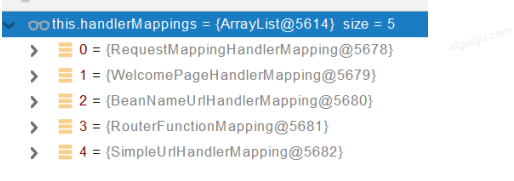 this.handlerMappings = {ArrayList@5614} size = 5
0 = {RequestMappingHandlerMapping@5678}
1 = {WelcomePageHandlerMapping@5679}
2 = {BeanNameUrlHandlerMapping@5680}
3 = {RouterFunctionMapping@5681}
4 = {SimpleUrlHandlerMapping@5682}
atguigu.com